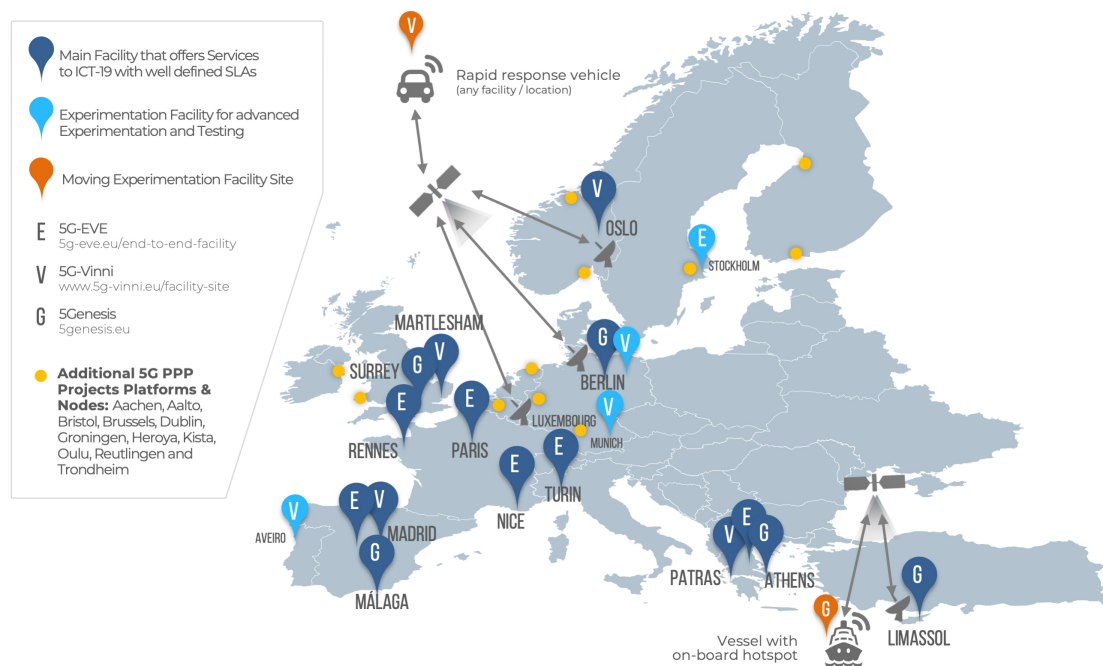 Main Facility that offers Services
to ICT-19 with well defined SLAs
Experimentation Facility for advanced
Experimentation and Testing
Moving Experimentation Facility Site
E 5G-EVE
5g-eve.eu/end-to-end-facility
V 5G-Vinni
www.5g-vinni.eu/facility-site
G 5Genesis
5genesis.eu
Additional 5G PPP
Projects Platforms &
Nodes: Aachen, Aalto,
Bristol, Brussels, Dublin,
Groningen, Heroya, Kista,
Oulu, Reutlingen and
Trondheim
V
Rapid response vehicle
(any facility / location)
V
OSLO
E
STOCKHOLM
MARTLESHAM
V
G
SURREY
E
RENNES
E
PARIS
LUXEMBOURG
G
V
BERLIN
V
MUNICH
E
NICE
E
TURIN
V
AVEIRO
E
V
MADRID
G
MÁLAGA
V
E
G
PATRAS
ATHENS
G
LIMASSOL
G
Vessel with
on-board hotspot